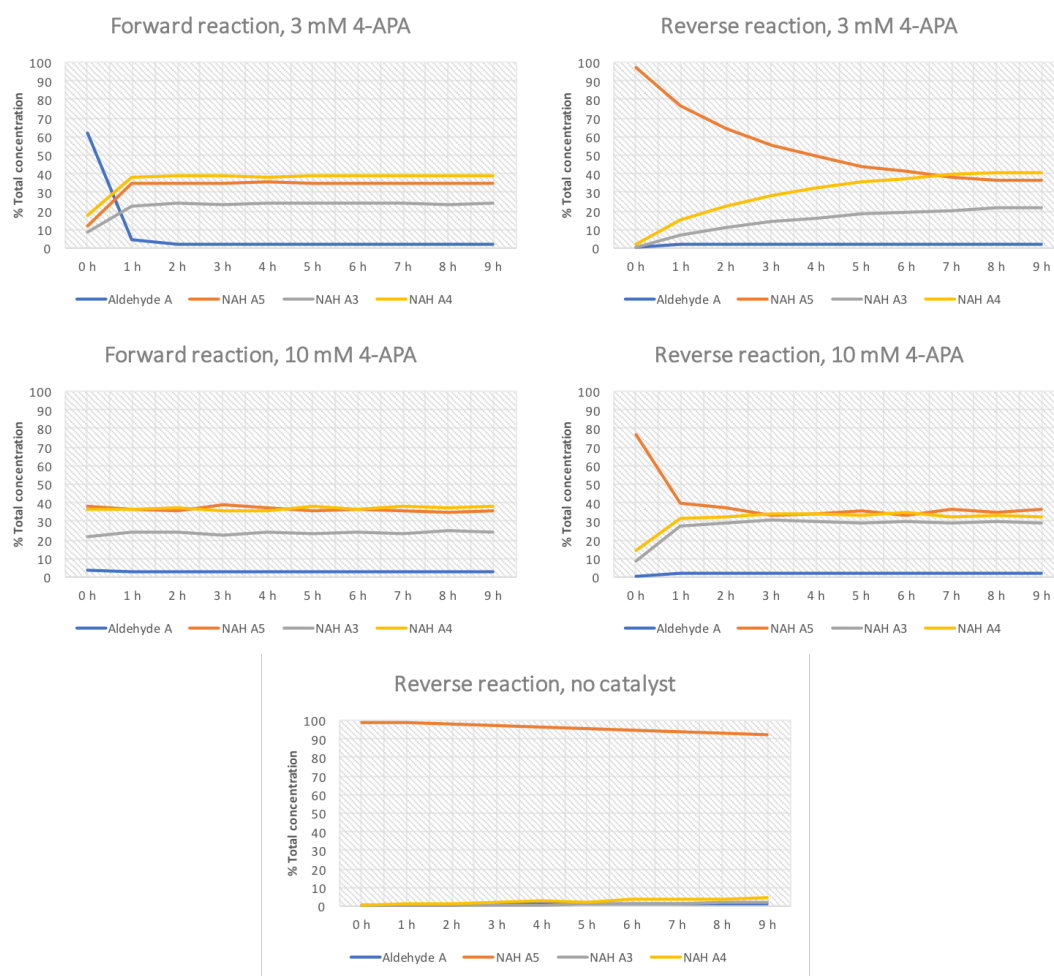 Forward reaction, 3 mM 4-APA
% Total concentration
100
90
80
70
60
50
40
30
20
10
0
0 h 1 h 2 h 3 h 4 h 5 h 6 h 7 h 8 h 9 h
Aldehyde A NAH A5 NAH A3 NAH A4
Reverse reaction, 3 mM 4-APA
% Total concentration
100
90
80
70
60
50
40
30
20
10
0
0 h 1 h 2 h 3 h 4 h 5 h 6 h 7 h 8 h 9 h
Aldehyde A NAH A5 NAH A3 NAH A4
Forward reaction, 10 mM 4-APA
% Total concentration
100
90
80
70
60
50
40
30
20
10
0
0 h 1 h 2 h 3 h 4 h 5 h 6 h 7 h 8 h 9 h
Aldehyde A NAH A5 NAH A3 NAH A4
Reverse reaction, 10 mM 4-APA
% Total concentration
100
90
80
70
60
50
40
30
20
10
0
0 h 1 h 2 h 3 h 4 h 5 h 6 h 7 h 8 h 9 h
Aldehyde A NAH A5 NAH A3 NAH A4
Reverse reaction, no catalyst
% Total concentration
100
90
80
70
60
50
40
30
20
10
0
0 h 1 h 2 h 3 h 4 h 5 h 6 h 7 h 8 h 9 h
Aldehyde A NAH A5 NAH A3 NAH A4